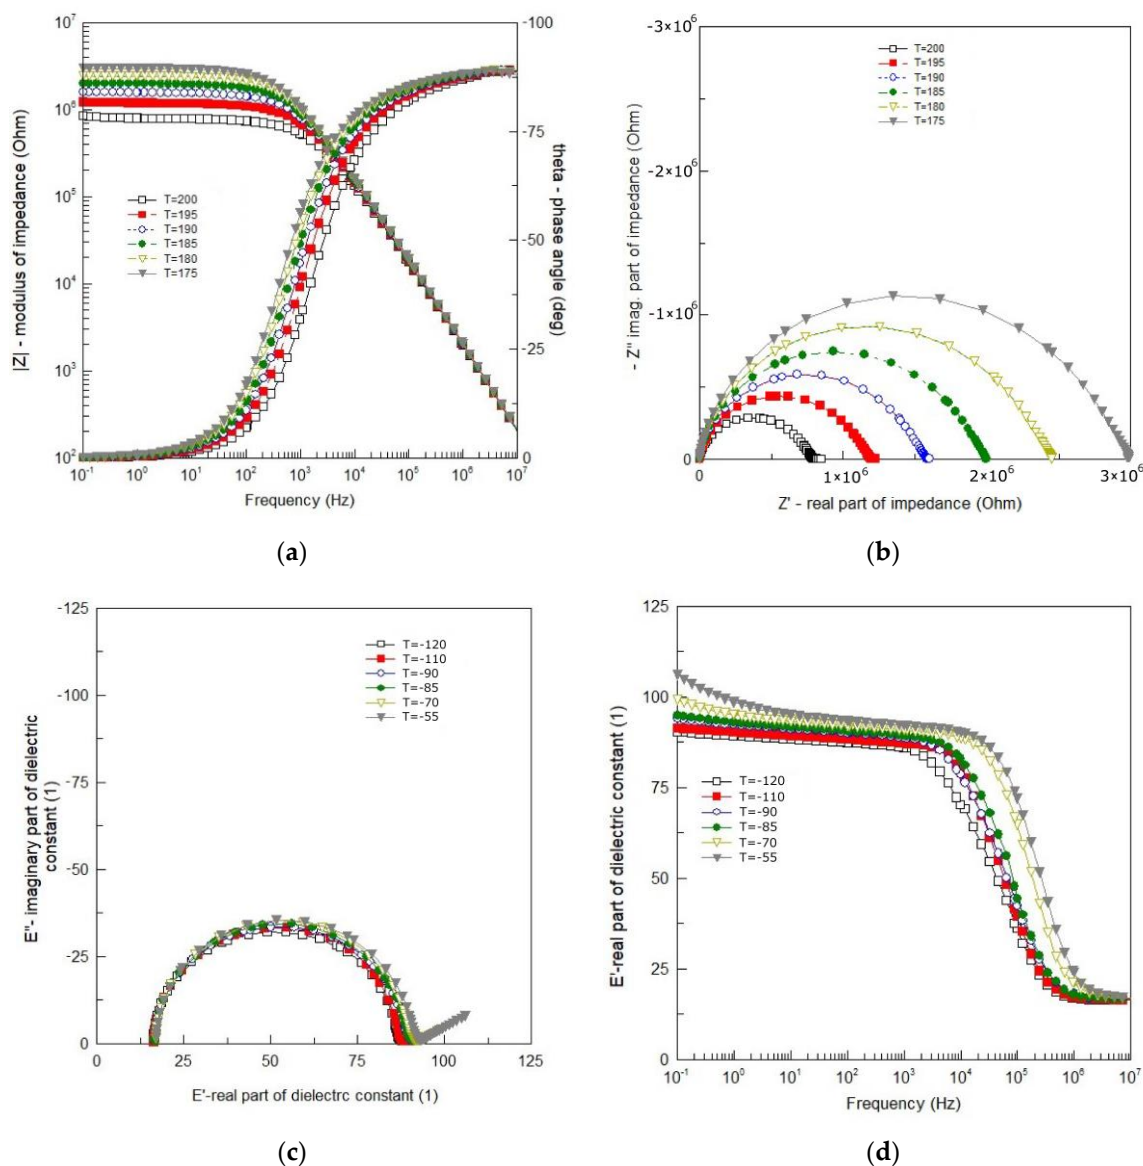 10⁷
10⁶
10⁵
10⁴
10³
10²
|Z| - modulus of impedance (Ohm)
T=200
T=195
T=190
T=185
T=180
T=175
-100
-75
-50
-25
0
theta - phase angle (deg)
10⁻¹ 10⁰ 10¹ 10² 10³ 10⁴ 10⁵ 10⁶ 10⁷
Frequency (Hz)
(a)
-3×10⁶
-2×10⁶
-1×10⁶
0
- Z'' imag. part of impedance (Ohm)
T=200
T=195
T=190
T=185
T=180
T=175
0 1×10⁶ 2×10⁶ 3×10⁶
Z' - real part of impedance (Ohm)
(b)
-125
-100
-75
-50
-25
0
E''- imaginary part of dielectric
constant (1)
T=-120
T=-110
T=-90
T=-85
T=-70
T=-55
0 25 50 75 100 125
E'-real part of dielectrc constant (1)
(c)
125
100
75
50
25
0
E'-real part of dielectric constant (1)
T=-120
T=-110
T=-90
T=-85
T=-70
T=-55
10⁻¹ 10⁰ 10¹ 10² 10³ 10⁴ 10⁵ 10⁶ 10⁷
Frequency (Hz)
(d)